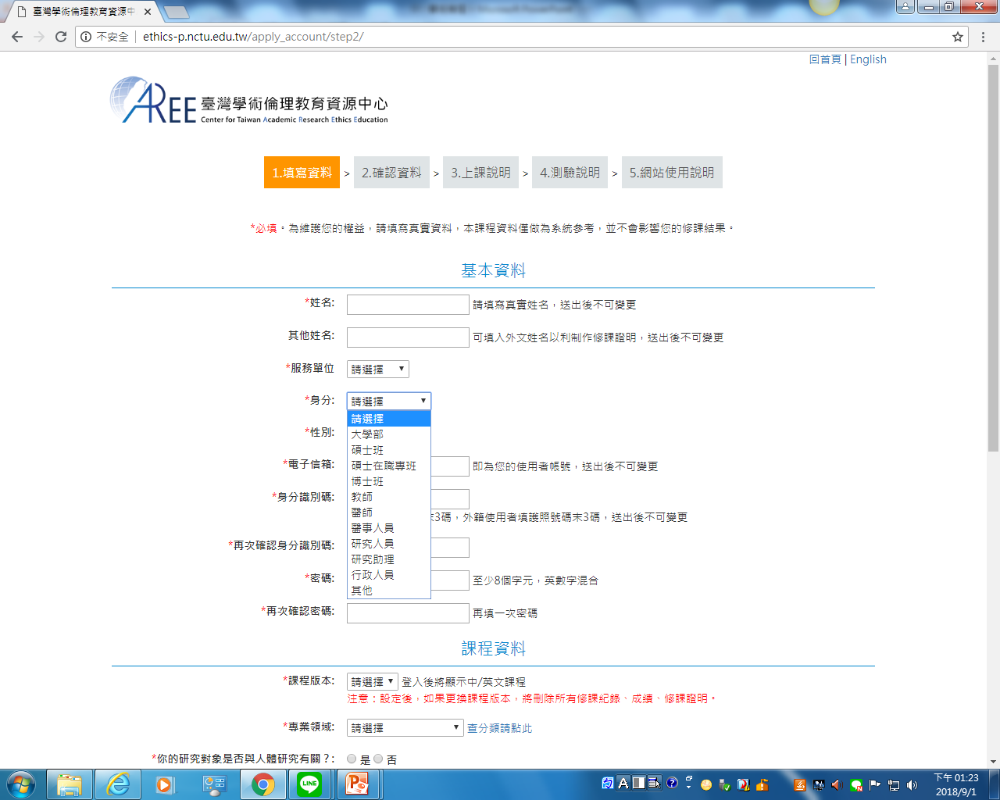 臺灣學術倫理教育資源中
不安全 ethics-p.nctu.edu.tw/apply_account/step2/
回首頁 | English
AREE 臺灣學術倫理教育資源中心
Center for Taiwan Academic Research Ethics Education
1.填寫資料 > 2.確認資料 > 3.上課說明 > 4.測驗說明 > 5.網站使用說明
*必填。為維護您的權益，請填寫真實資料，本課程資料僅做為系統參考，並不會影響您的修課結果。
基本資料
*姓名: 請填寫真實姓名，送出後不可變更
其他姓名: 可填入外文姓名以利制作修課證明，送出後不可變更
*服務單位 請選擇
*身分: 請選擇
請選擇
*性別: 大學部
碩士班
*電子信箱: 碩士在職專班 即為您的使用者帳號，送出後不可變更
博士班
*身分識別碼: 教師
醫師 末3碼，外籍使用者填護照號碼末3碼，送出後不可變更
醫事人員
*再次確認身分識別碼: 研究人員
研究助理
*密碼: 行政人員 至少8個字元，英數字混合
其他
*再次確認密碼: 再填一次密碼
課程資料
*課程版本: 請選擇 登入後將顯示中/英文課程
注意：設定後，如果更換課程版本，將刪除所有修課紀錄、成績、修課證明。
*專業領域: 請選擇 查分類請點此
*你的研究對象是否與人體研究有關？: 是 否
LINE
A
下午 01:23
2018/9/1